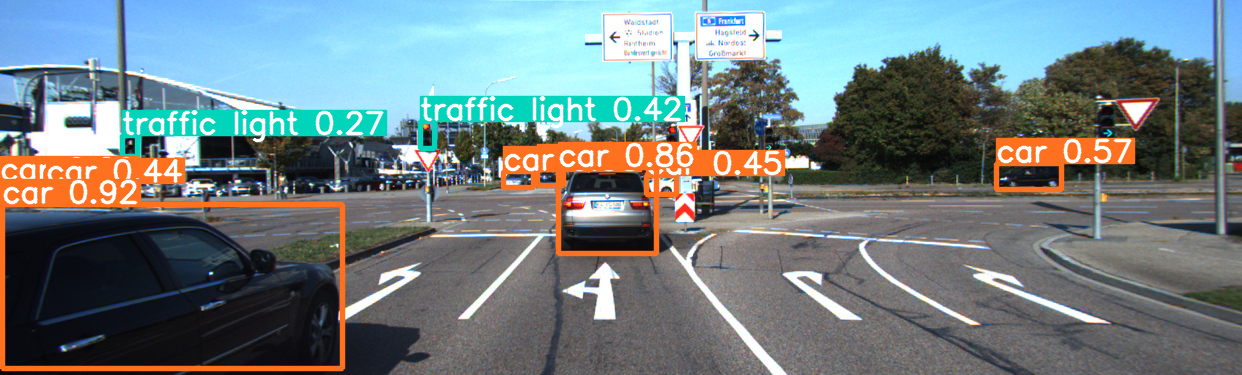 Waldstadt
Stadion
Rintheim
Bundesverfgericht
Frankfurt
Hagsfeld
Nordost
Großmarkt
traffic light 0.27
traffic light 0.42
carcar 0.44
car
car 0.86
0.45
car 0.57
car 0.92